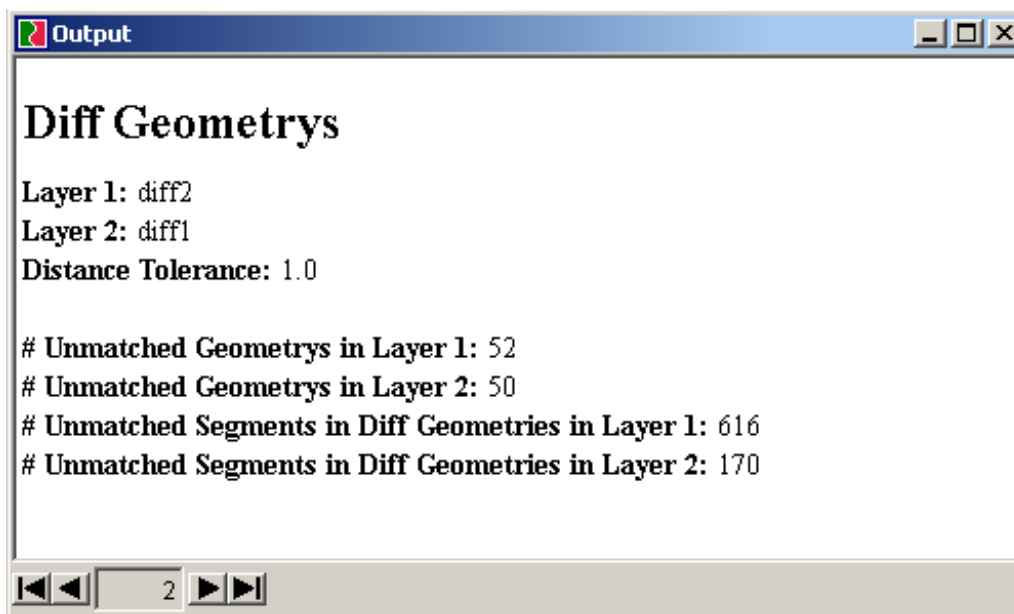 Output
Diff Geometrys
Layer 1: diff2
Layer 2: diff1
Distance Tolerance: 1.0
# Unmatched Geometrys in Layer 1: 52
# Unmatched Geometrys in Layer 2: 50
# Unmatched Segments in Diff Geometries in Layer 1: 616
# Unmatched Segments in Diff Geometries in Layer 2: 170
2